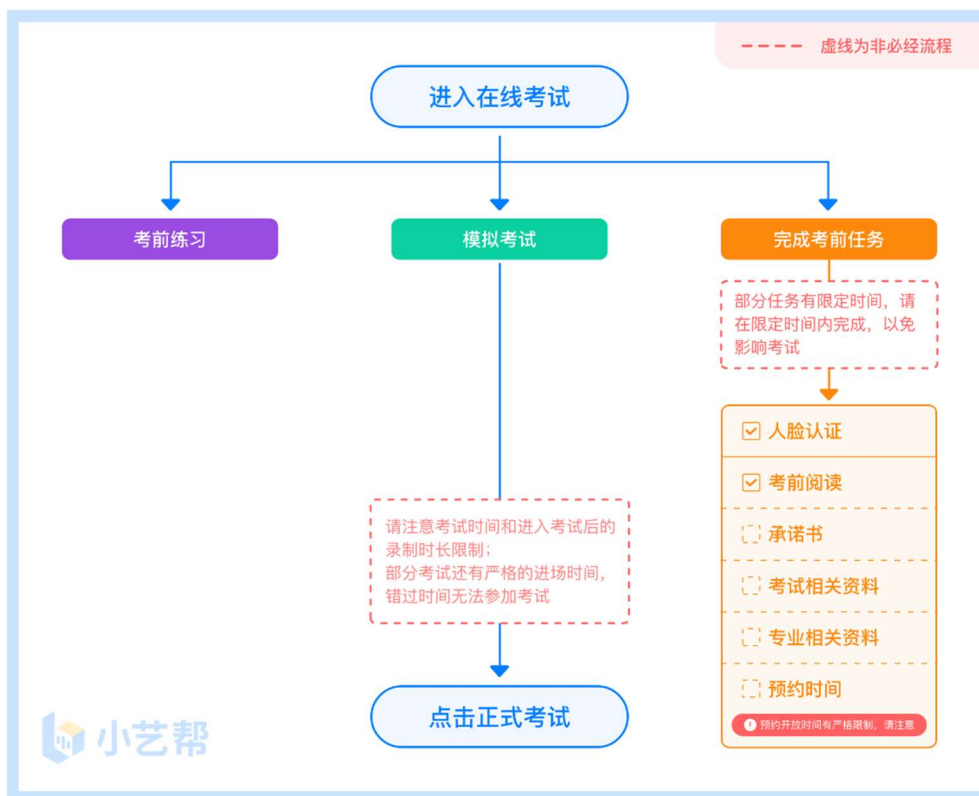 虚线为非必经流程
进入在线考试
考前练习
模拟考试
完成考前任务
部分任务有限定时间，请
在限定时间内完成，以免
影响考试
人脸认证
考前阅读
承诺书
考试相关资料
专业相关资料
预约时间
预约开放时间有严格限制，请注意
请注意考试时间和进入考试后的
录制时长限制；
部分考试还有严格的进场时间，
错过时间无法参加考试
点击正式考试
小艺帮